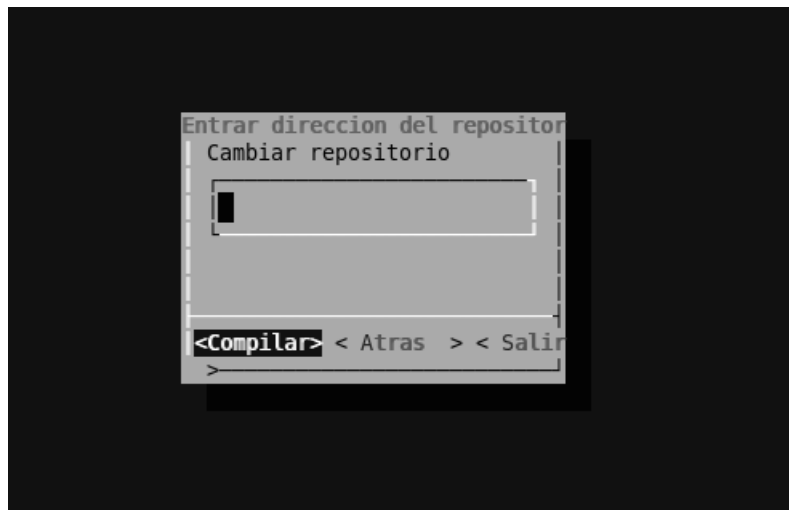 Entrar direccion del repositor
Cambiar repositorio
<Compilar> < Atras > < Salir
>